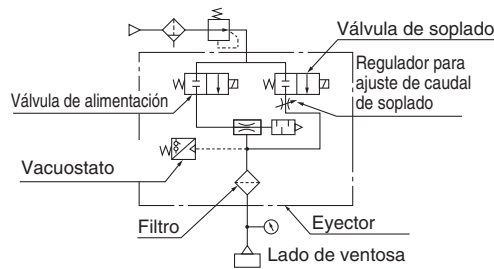 Válvula de soplado
Regulador para
ajuste de caudal
de soplado
Válvula de alimentación
Vacuostato
Filtro
Eyector
Lado de ventosa